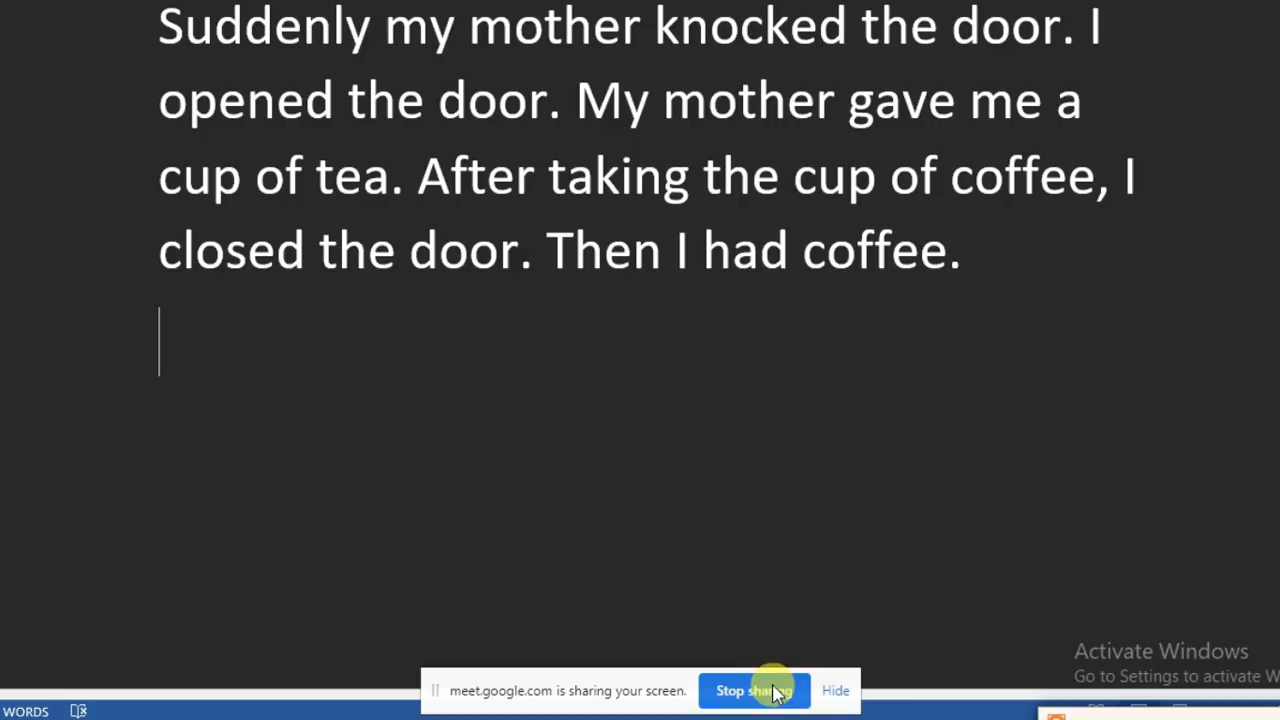 Suddenly my mother knocked the door. I
opened the door. My mother gave me a
cup of tea. After taking the cup of coffee, I
closed the door. Then I had coffee.
Activate Windows
Go to Settings to activate W
meet.google.com is sharing your screen.
Stop sharing
Hide
WORDS